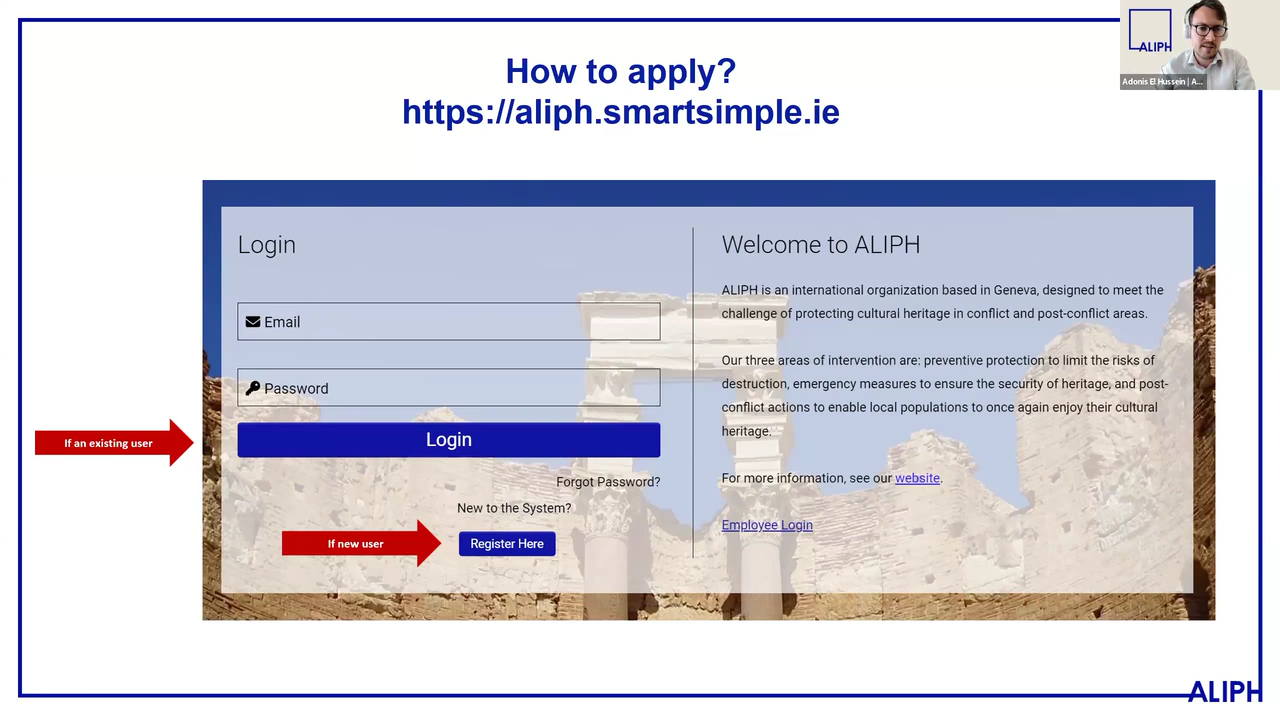 How to apply?
https://aliph.smartsimple.ie
ALIPH
Adonis El Hussein | A...
Login
Email
Password
If an existing user
Login
Forgot Password?
New to the System?
If new user
Register Here
Welcome to ALIPH
ALIPH is an international organization based in Geneva, designed to meet the
challenge of protecting cultural heritage in conflict and post-conflict areas.
Our three areas of intervention are: preventive protection to limit the risks of
destruction, emergency measures to ensure the security of heritage, and post-
conflict actions to enable local populations to once again enjoy their cultural
heritage.
For more information, see our website.
Employee Login
ALIPH